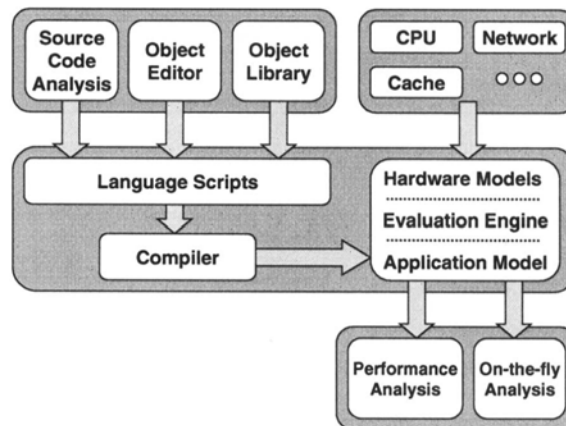 Source
Code
Analysis
Object
Editor
Object
Library
CPU
Network
Cache
Language Scripts
Compiler
Hardware Models
Evaluation Engine
Application Model
Performance
Analysis
On-the-fly
Analysis